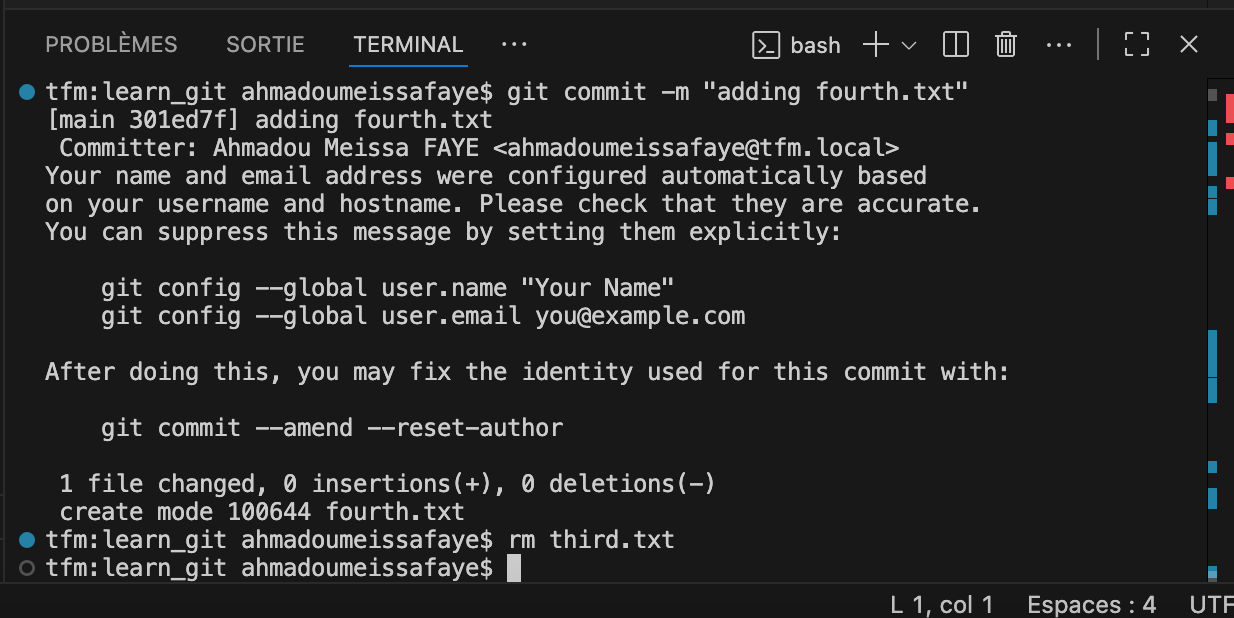 PROBLÈMES SORTIE TERMINAL ··· bash ···
tfm:learn_git ahmadoumeissafaye$ git commit -m "adding fourth.txt"
[main 301ed7f] adding fourth.txt
Committer: Ahmadou Meissa FAYE <ahmadoumeissafaye@tfm.local>
Your name and email address were configured automatically based
on your username and hostname. Please check that they are accurate.
You can suppress this message by setting them explicitly:
git config --global user.name "Your Name"
git config --global user.email you@example.com
After doing this, you may fix the identity used for this commit with:
git commit --amend --reset-author
1 file changed, 0 insertions(+), 0 deletions(-)
create mode 100644 fourth.txt
tfm:learn_git ahmadoumeissafaye$ rm third.txt
tfm:learn_git ahmadoumeissafaye$
L 1, col 1 Espaces : 4 UTF